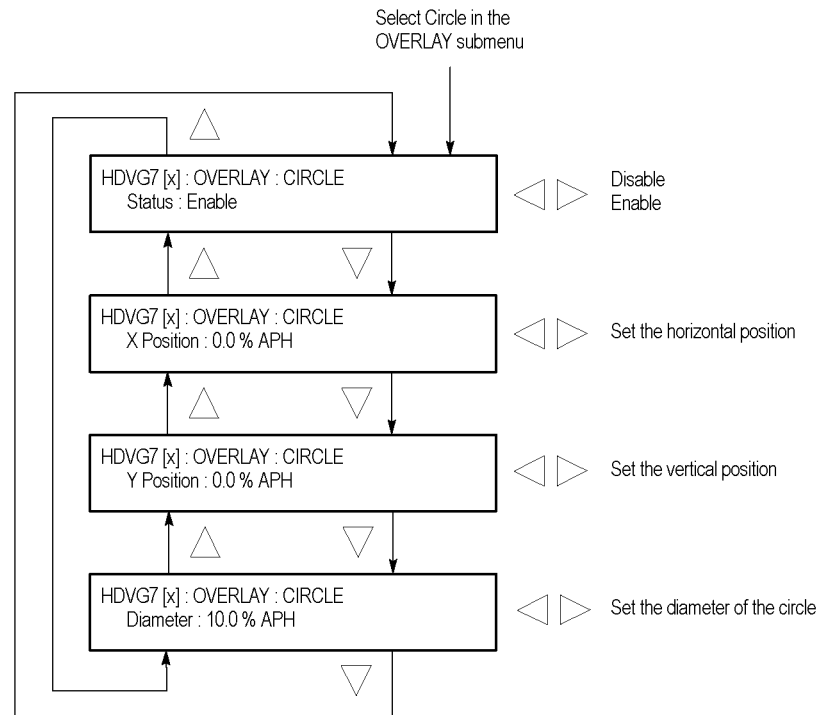 Select Circle in the
OVERLAY submenu
HDVG7 [x] : OVERLAY : CIRCLE
Status : Enable
Disable
Enable
HDVG7 [x] : OVERLAY : CIRCLE
X Position : 0.0 % APH
Set the horizontal position
HDVG7 [x] : OVERLAY : CIRCLE
Y Position : 0.0 % APH
Set the vertical position
HDVG7 [x] : OVERLAY : CIRCLE
Diameter : 10.0 % APH
Set the diameter of the circle